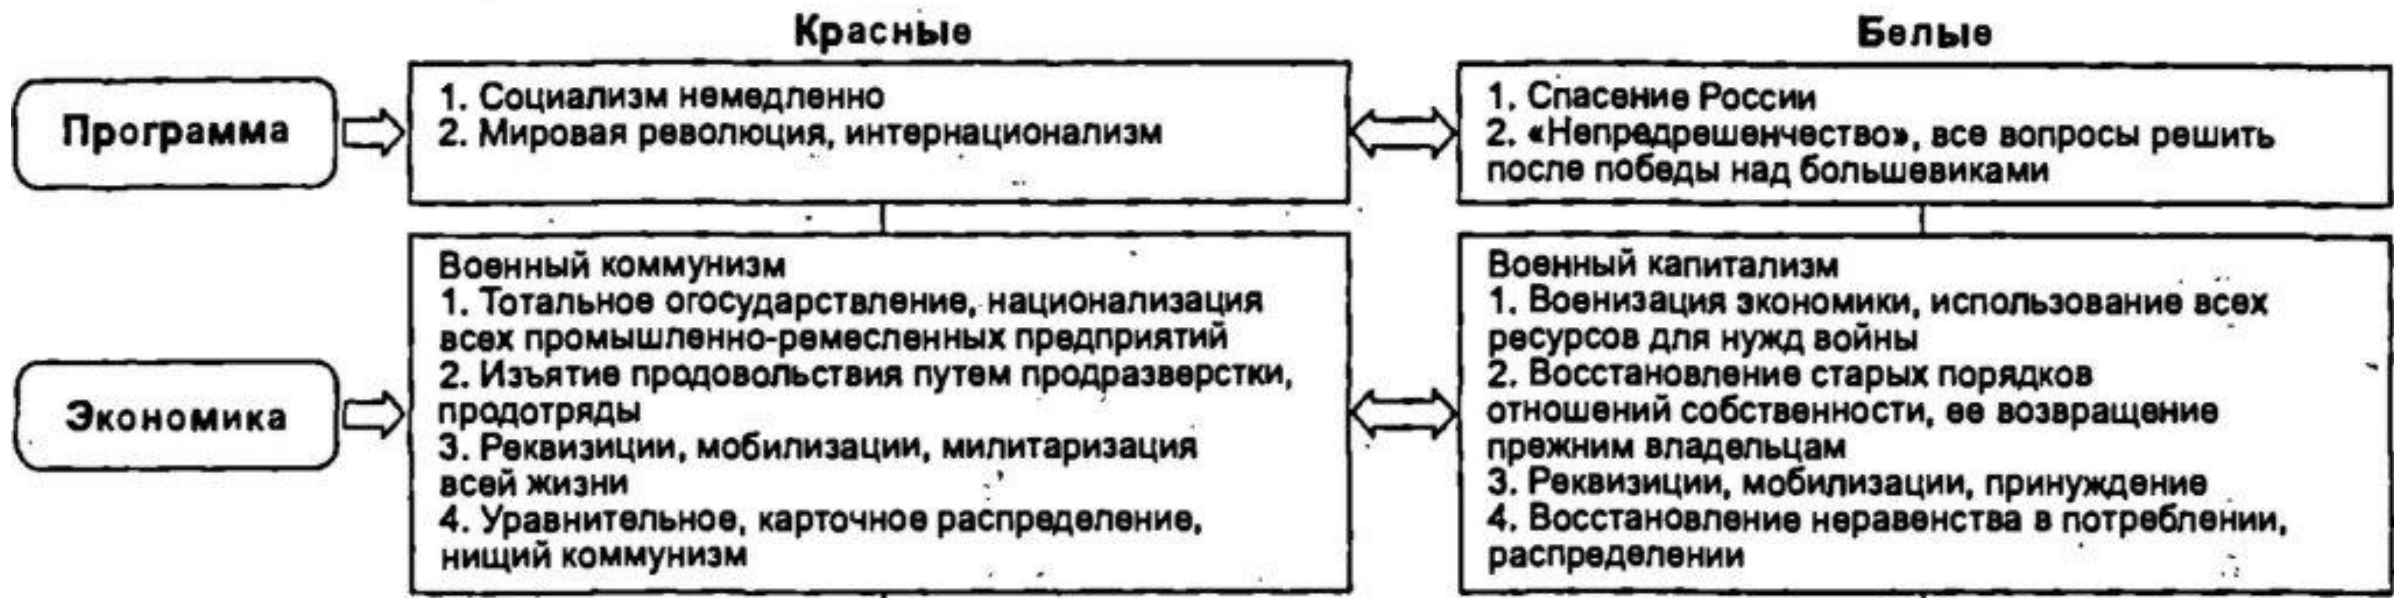 Красные
Белые
Программа
1. Социализм немедленно
2. Мировая революция, интернационализм
1. Спасение России
2. «Непредрешенчество», все вопросы решить
после победы над большевиками
Экономика
Военный коммунизм
1. Тотальное огосударствление, национализация
всех промышленно-ремесленных предприятий
2. Изъятие продовольствия путем продразверстки,
продотряды
3. Реквизиции, мобилизации, милитаризация
всей жизни
4. Уравнительное, карточное распределение,
нищий коммунизм
Военный капитализм
1. Военизация экономики, использование всех
ресурсов для нужд войны
2. Восстановление старых порядков
отношений собственности, ее возвращение
прежним владельцам
3. Реквизиции, мобилизации, принуждение
4. Восстановление неравенства в потреблении,
распределении